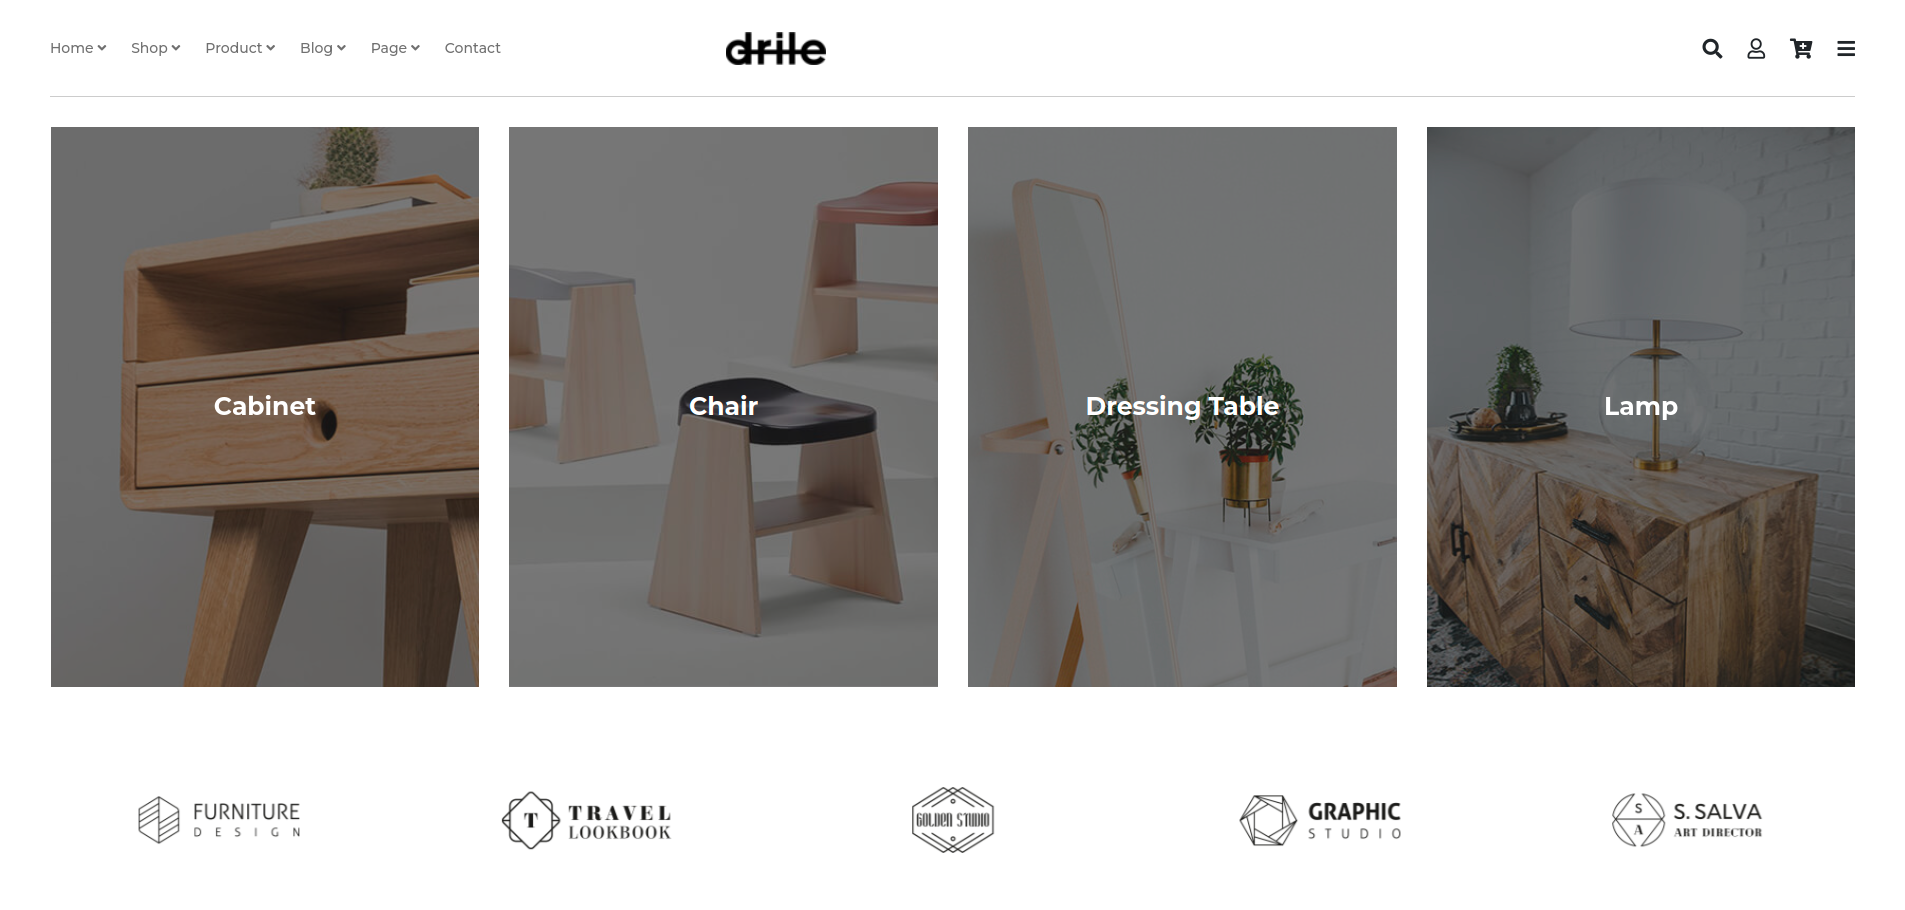 Home Shop Product Blog Page Contact
drile
Cabinet
Chair
Dressing Table
Lamp
FURNITURE
DESIGN
T
TRAVEL
LOOKBOOK
GOLDEN STUDIO
GRAPHIC
STUDIO
S
A
S. SALVA
ART DIRECTOR